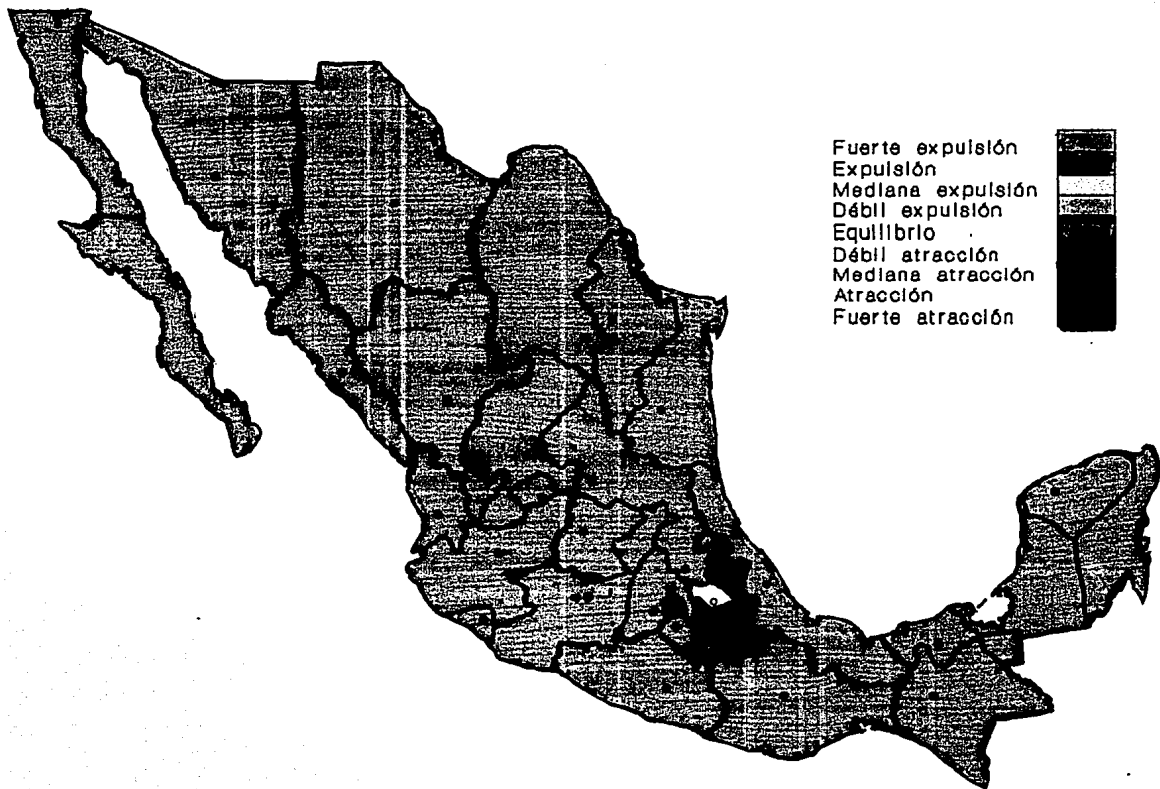 Fuerte expulsión
Expulsión
Mediana expulsión
Débil expulsión
Equilibrio
Débil atracción
Mediana atracción
Atracción
Fuerte atracción